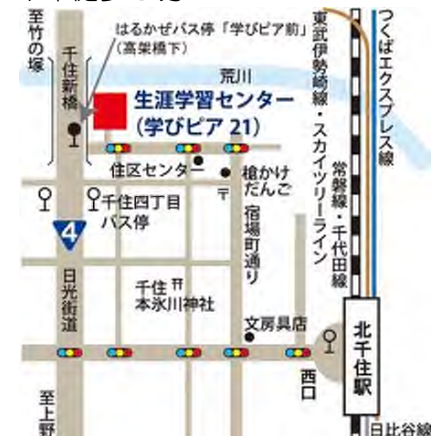 至竹の塚
はるかぜバス停「学びピア前」
（高架橋下）
千住新橋
荒川
生涯学習センター
（学びピア 21）
東武伊勢崎線・スカイツリーライン
つくばエクスプレス線
常磐線・千代田線
住区センター
槍かけ
だんご
〒
千住四丁目
バス停
宿場町通り
4
日光街道
千住
本氷川神社
文房具店
北千住駅
西口
至上野
日比谷線